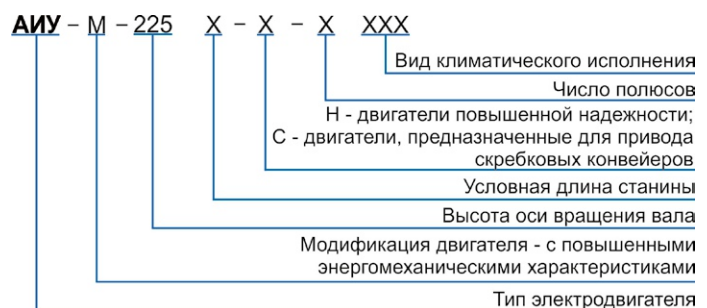 АИУ - М - 225 Х - Х - Х ХХХ
Вид климатического исполнения
Число полюсов
Н - двигатели повышенной надежности;
С - двигатели, предназначенные для привода
скребковых конвейеров
Условная длина станины
Высота оси вращения вала
Модификация двигателя - с повышенными
энергомеханическими характеристиками
Тип электродвигателя